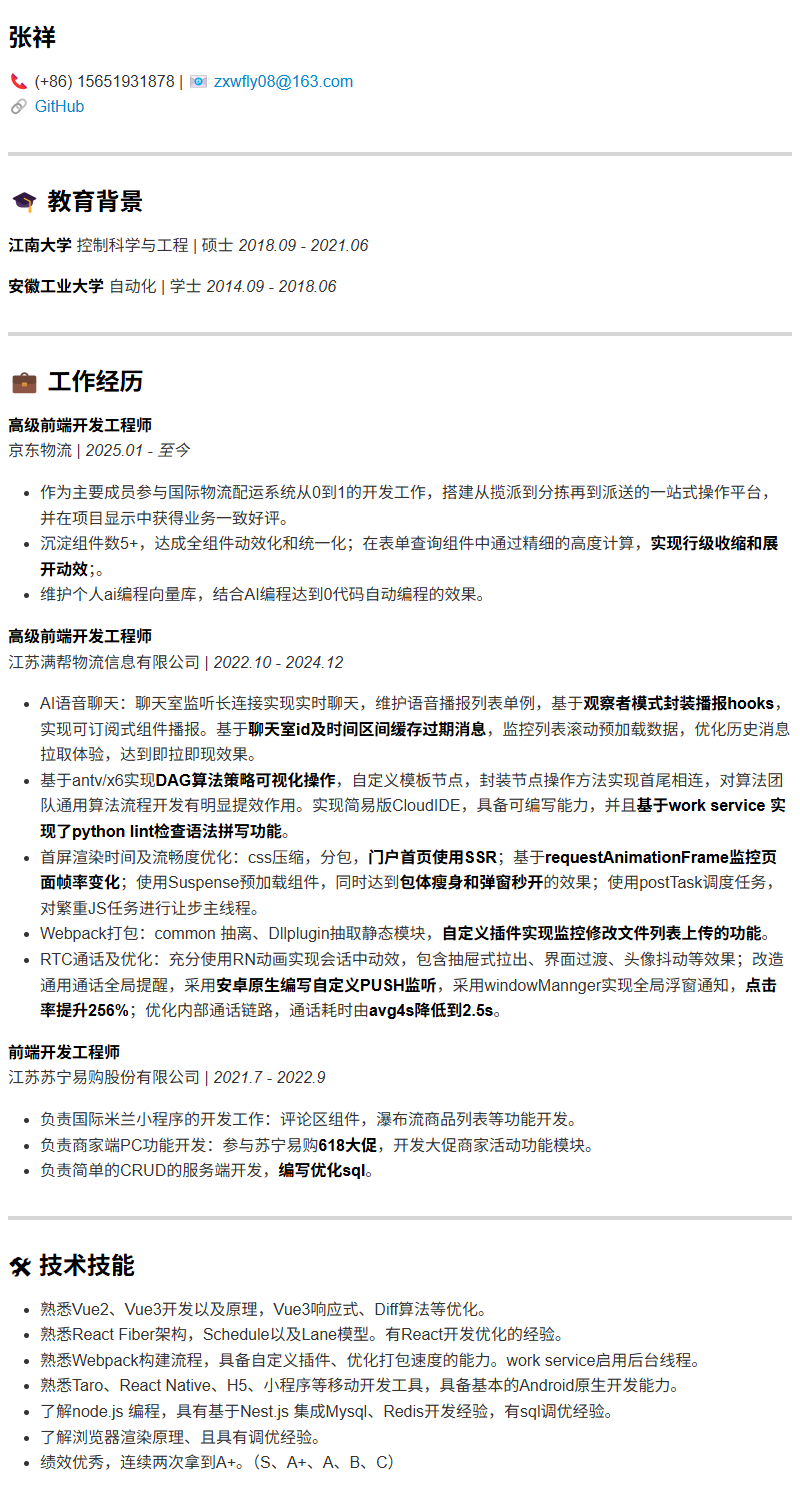 张祥
(+86) 15651931878 | zxwfly08@163.com
GitHub
教育背景
江南大学 控制科学与工程 | 硕士 2018.09 - 2021.06
安徽工业大学 自动化 | 学士 2014.09 - 2018.06
工作经历
高级前端开发工程师
京东物流 | 2025.01 - 至今
作为主要成员参与国际物流配运系统从0到1的开发工作，搭建从揽派到分拣再到派送的一站式操作平台，
并在项目显示中获得业务一致好评。
沉淀组件数5+，达成全组件动效化和统一化；在表单查询组件中通过精细的高度计算，实现行级收缩和展
开动效；。
维护个人ai编程向量库，结合AI编程达到0代码自动编程的效果。
高级前端开发工程师
江苏满帮物流信息有限公司 | 2022.10 - 2024.12
AI语音聊天：聊天室监听长连接实现实时聊天，维护语音播报列表单例，基于观察者模式封装播报hooks，
实现可订阅式组件播报。基于聊天室id及时间区间缓存过期消息，监控列表滚动预加载数据，优化历史消息
拉取体验，达到即拉即现效果。
基于antv/x6实现DAG算法策略可视化操作，自定义模板节点，封装节点操作方法实现首尾相连，对算法团
队通用算法流程开发有明显提效作用。实现简易版CloudIDE，具备可编写能力，并且基于work service 实
现了python lint检查语法拼写功能。
首屏渲染时间及流畅度优化：css压缩，分包，门户首页使用SSR；基于requestAnimationFrame监控页
面帧率变化；使用Suspense预加载组件，同时达到包体瘦身和弹窗秒开的效果；使用postTask调度任务，
对繁重JS任务进行让步主线程。
Webpack打包：common 抽离、Dllplugin抽取静态模块，自定义插件实现监控修改文件列表上传的功能。
RTC通话及优化：充分使用RN动画实现会话中动效，包含抽屉式拉出、界面过渡、头像抖动等效果；改造
通用通话全局提醒，采用安卓原生编写自定义PUSH监听，采用windowMannger实现全局浮窗通知，点击
率提升256%；优化内部通话链路，通话耗时由avg4s降低到2.5s。
前端开发工程师
江苏苏宁易购股份有限公司 | 2021.7 - 2022.9
负责国际米兰小程序的开发工作：评论区组件，瀑布流商品列表等功能开发。
负责商家端PC功能开发：参与苏宁易购618大促，开发大促商家活动功能模块。
负责简单的CRUD的服务端开发，编写优化sql。
技术技能
熟悉Vue2、Vue3开发以及原理，Vue3响应式、Diff算法等优化。
熟悉React Fiber架构，Schedule以及Lane模型。有React开发优化的经验。
熟悉Webpack构建流程，具备自定义插件、优化打包速度的能力。work service启用后台线程。
熟悉Taro、React Native、H5、小程序等移动开发工具，具备基本的Android原生开发能力。
了解node.js 编程，具有基于Nest.js 集成Mysql、Redis开发经验，有sql调优经验。
了解浏览器渲染原理、且具有调优经验。
绩效优秀，连续两次拿到A+。（S、A+、A、B、C）